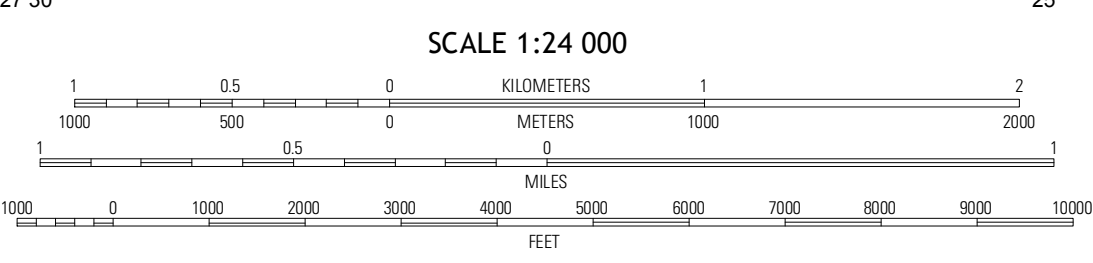 27'30" 25'
SCALE 1:24 000
1 0.5 0 KILOMETERS 1 2
1000 500 0 METERS 1000 2000
1 0.5 0 1
MILES
1000 0 1000 2000 3000 4000 5000 6000 7000 8000 9000 10000
FEET